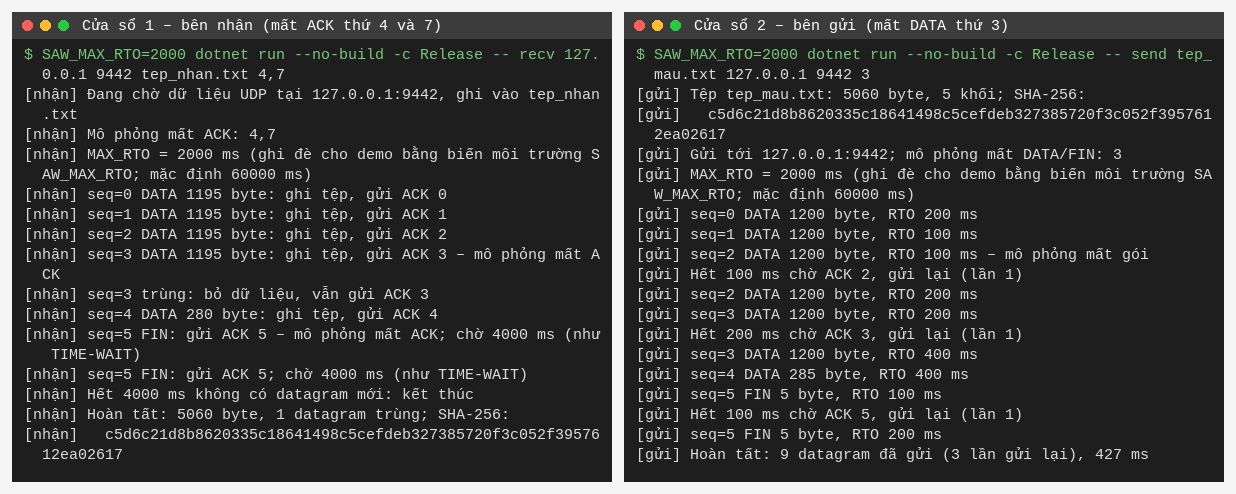 Cửa sổ 1 – bên nhận (mất ACK thứ 4 và 7)
$ SAW_MAX_RTO=2000 dotnet run --no-build -c Release -- recv 127.
0.0.1 9442 tep_nhan.txt 4,7
[nhận] Đang chờ dữ liệu UDP tại 127.0.0.1:9442, ghi vào tep_nhan
.txt
[nhận] Mô phỏng mất ACK: 4,7
[nhận] MAX_RTO = 2000 ms (ghi đè cho demo bằng biến môi trường S
AW_MAX_RTO; mặc định 60000 ms)
[nhận] seq=0 DATA 1195 byte: ghi tệp, gửi ACK 0
[nhận] seq=1 DATA 1195 byte: ghi tệp, gửi ACK 1
[nhận] seq=2 DATA 1195 byte: ghi tệp, gửi ACK 2
[nhận] seq=3 DATA 1195 byte: ghi tệp, gửi ACK 3 – mô phỏng mất A
CK
[nhận] seq=3 trùng: bỏ dữ liệu, vẫn gửi ACK 3
[nhận] seq=4 DATA 280 byte: ghi tệp, gửi ACK 4
[nhận] seq=5 FIN: gửi ACK 5 – mô phỏng mất ACK; chờ 4000 ms (như
TIME-WAIT)
[nhận] seq=5 FIN: gửi ACK 5; chờ 4000 ms (như TIME-WAIT)
[nhận] Hết 4000 ms không có datagram mới: kết thúc
[nhận] Hoàn tất: 5060 byte, 1 datagram trùng; SHA-256:
[nhận]   c5d6c21d8b8620335c18641498c5cefdeb327385720f3c052f39576
12ea02617
Cửa sổ 2 – bên gửi (mất DATA thứ 3)
$ SAW_MAX_RTO=2000 dotnet run --no-build -c Release -- send tep_
mau.txt 127.0.0.1 9442 3
[gửi] Tệp tep_mau.txt: 5060 byte, 5 khối; SHA-256:
[gửi]   c5d6c21d8b8620335c18641498c5cefdeb327385720f3c052f395761
2ea02617
[gửi] Gửi tới 127.0.0.1:9442; mô phỏng mất DATA/FIN: 3
[gửi] MAX_RTO = 2000 ms (ghi đè cho demo bằng biến môi trường SA
W_MAX_RTO; mặc định 60000 ms)
[gửi] seq=0 DATA 1200 byte, RTO 200 ms
[gửi] seq=1 DATA 1200 byte, RTO 100 ms
[gửi] seq=2 DATA 1200 byte, RTO 100 ms – mô phỏng mất gói
[gửi] Hết 100 ms chờ ACK 2, gửi lại (lần 1)
[gửi] seq=2 DATA 1200 byte, RTO 200 ms
[gửi] seq=3 DATA 1200 byte, RTO 200 ms
[gửi] Hết 200 ms chờ ACK 3, gửi lại (lần 1)
[gửi] seq=3 DATA 1200 byte, RTO 400 ms
[gửi] seq=4 DATA 285 byte, RTO 400 ms
[gửi] seq=5 FIN 5 byte, RTO 100 ms
[gửi] Hết 100 ms chờ ACK 5, gửi lại (lần 1)
[gửi] seq=5 FIN 5 byte, RTO 200 ms
[gửi] Hoàn tất: 9 datagram đã gửi (3 lần gửi lại), 427 ms